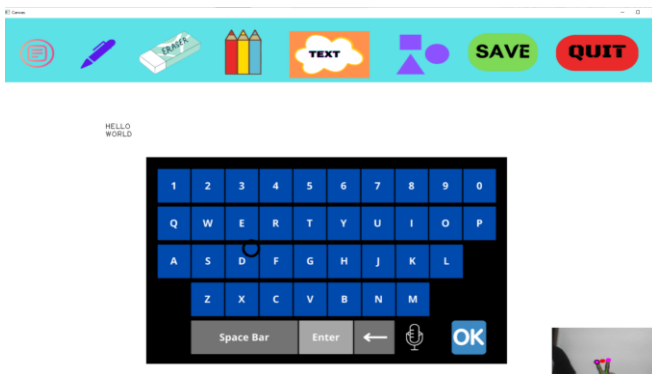 Canvas
ERASER
TEXT
SAVE
QUIT
HELLO
WORLD
1 2 3 4 5 6 7 8 9 0
Q W E R T Y U I O P
A S D F G H J K L
Z X C V B N M
Space Bar Enter ← OK